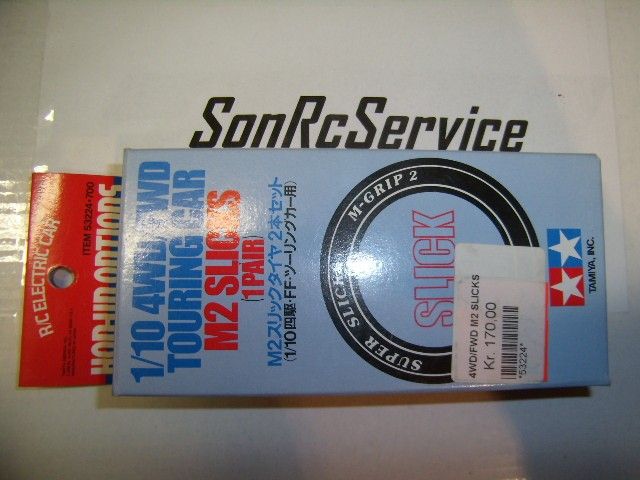 SonRcService
R/C ELECTRIC CAR
ITEM 53224•700
HOP-UP OPTIONS
1/10 4WD/FWD
TOURING CAR
M2 SLICKS
(1PAIR)
M2スリックタイヤ2本セット
(1/10四駆・FF・ツーリングカー用)
M-GRIP 2
SLICK
SUPER SLICK
TAMIYA, INC.
4WD/FWD M2 SLICKS
Kr. 170,00
*53224*